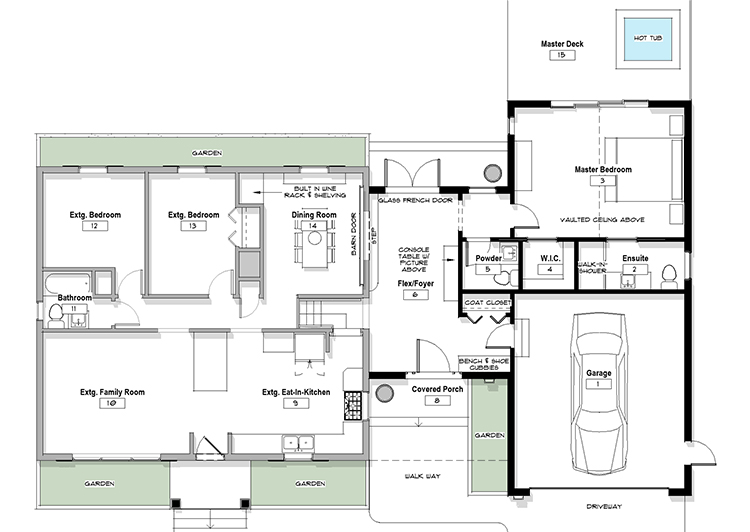 Master Deck
15
HOT TUB
GARDEN
Master Bedroom
3
VAULTED CEILING ABOVE
BUILT IN WINE
RACK & SHELVING
GLASS FRENCH DOOR
Extg. Bedroom
12
Extg. Bedroom
13
Dining Room
14
BARN DOOR
STEP
CONSOLE
TABLE W/
PICTURE
ABOVE
Flex/Foyer
6
Powder
5
W.I.C.
4
WALK-IN
SHOWER
Ensuite
2
Bathroom
11
COAT CLOSET
BENCH & SHOE
CUBBIES
Garage
1
Extg. Family Room
10
Extg. Eat-In-Kitchen
9
Covered Porch
8
GARDEN
WALK WAY
GARDEN
GARDEN
DRIVEWAY